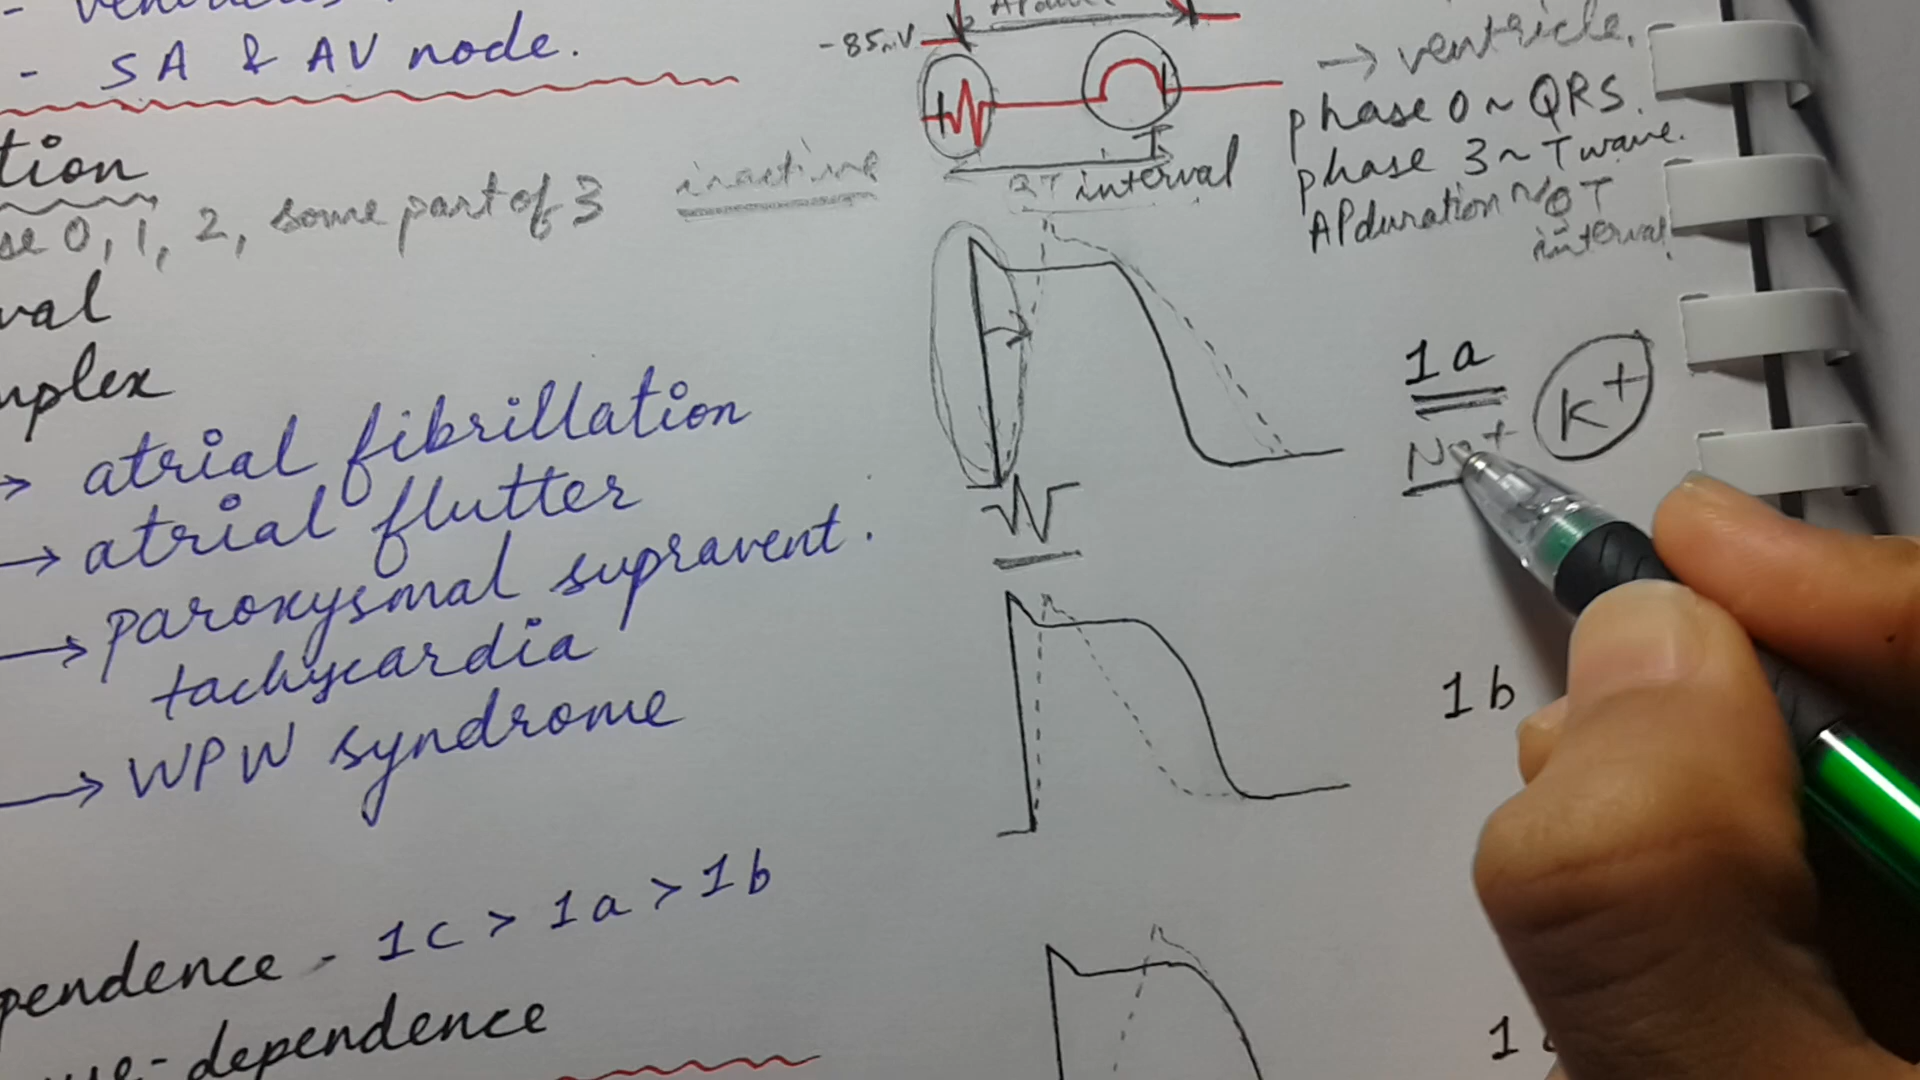 - SA & AV node.
-85mV
→ ventricle.
phase 0 ~ QRS.
phase 3 ~ T wave.
AP duration ~ QT
interval
QT interval
tion
se 0, 1, 2, some part of 3
inactive
val
mplex
→ atrial fibrillation
→ atrial flutter
→ paroxysmal supravent.
tachycardia
→ WPW syndrome
1a
Na+
K+
1b
pendence - 1c > 1a > 1b
use-dependence
1